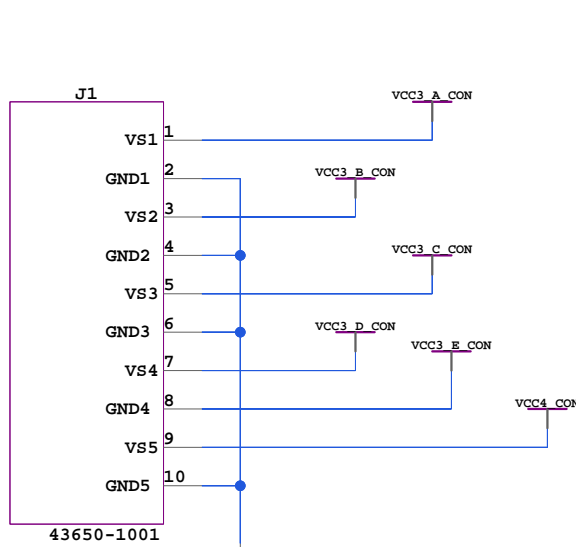 J1
VCC3_A_CON
VS1 1
GND1 2
VCC3_B_CON
VS2 3
GND2 4
VCC3_C_CON
VS3 5
GND3 6
VCC3_D_CON
VCC3_E_CON
VS4 7
GND4 8
VCC4_CON
VS5 9
GND5 10
43650-1001